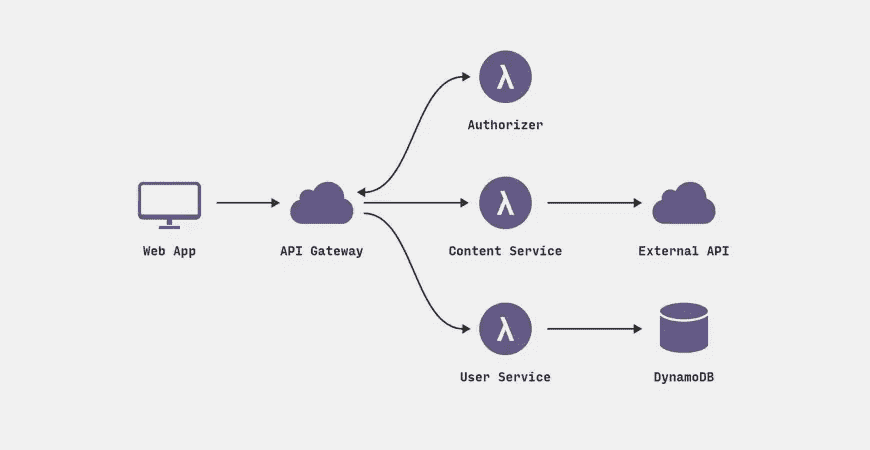 λ
Authorizer
Web App
API Gateway
λ
Content Service
External API
λ
User Service
DynamoDB